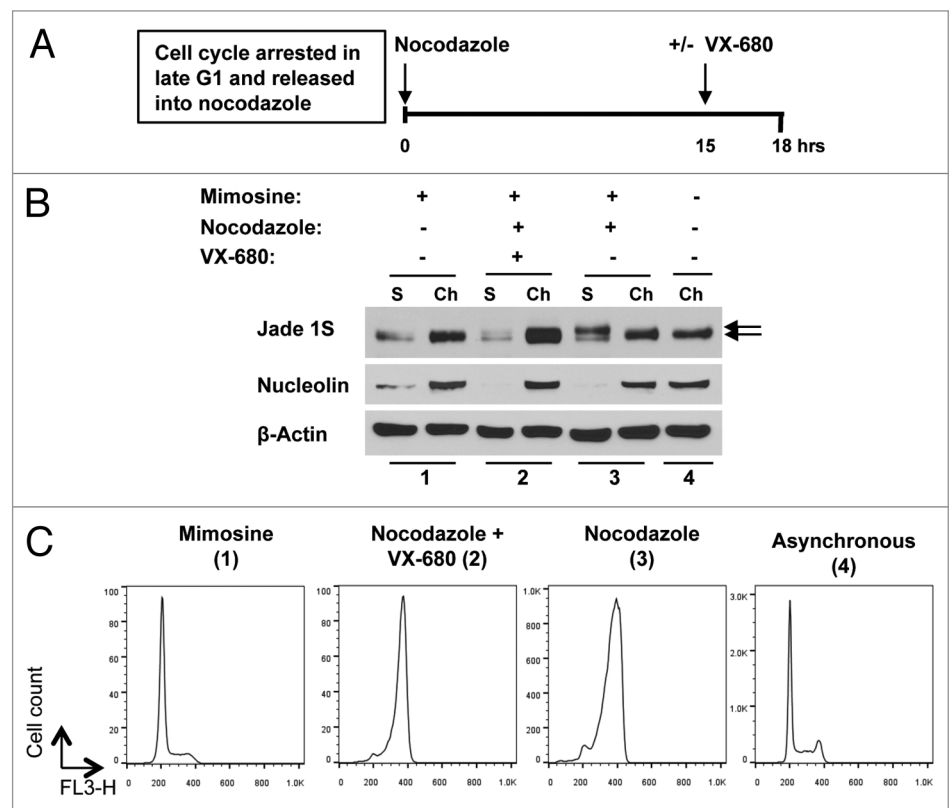 A
Cell cycle arrested in
late G1 and released
into nocodazole
Nocodazole
+/- VX-680
0
15
18 hrs
B
Mimosine: + + + -
Nocodazole: - + + -
VX-680: - + - -
S Ch S Ch S Ch Ch
Jade 1S
Nucleolin
β-Actin
1 2 3 4
C
Mimosine
(1)
Nocodazole +
VX-680 (2)
Nocodazole
(3)
Asynchronous
(4)
Cell count
FL3-H
100
80
60
40
20
0
0 200 400 600 800 1.0K
100
80
60
40
20
0
0 200 400 600 800 1.0K
1.0K
800
600
400
200
0
0 200 400 600 800 1.0K
3.0K
2.0K
1.0K
0
0 200 400 600 800 1.0K